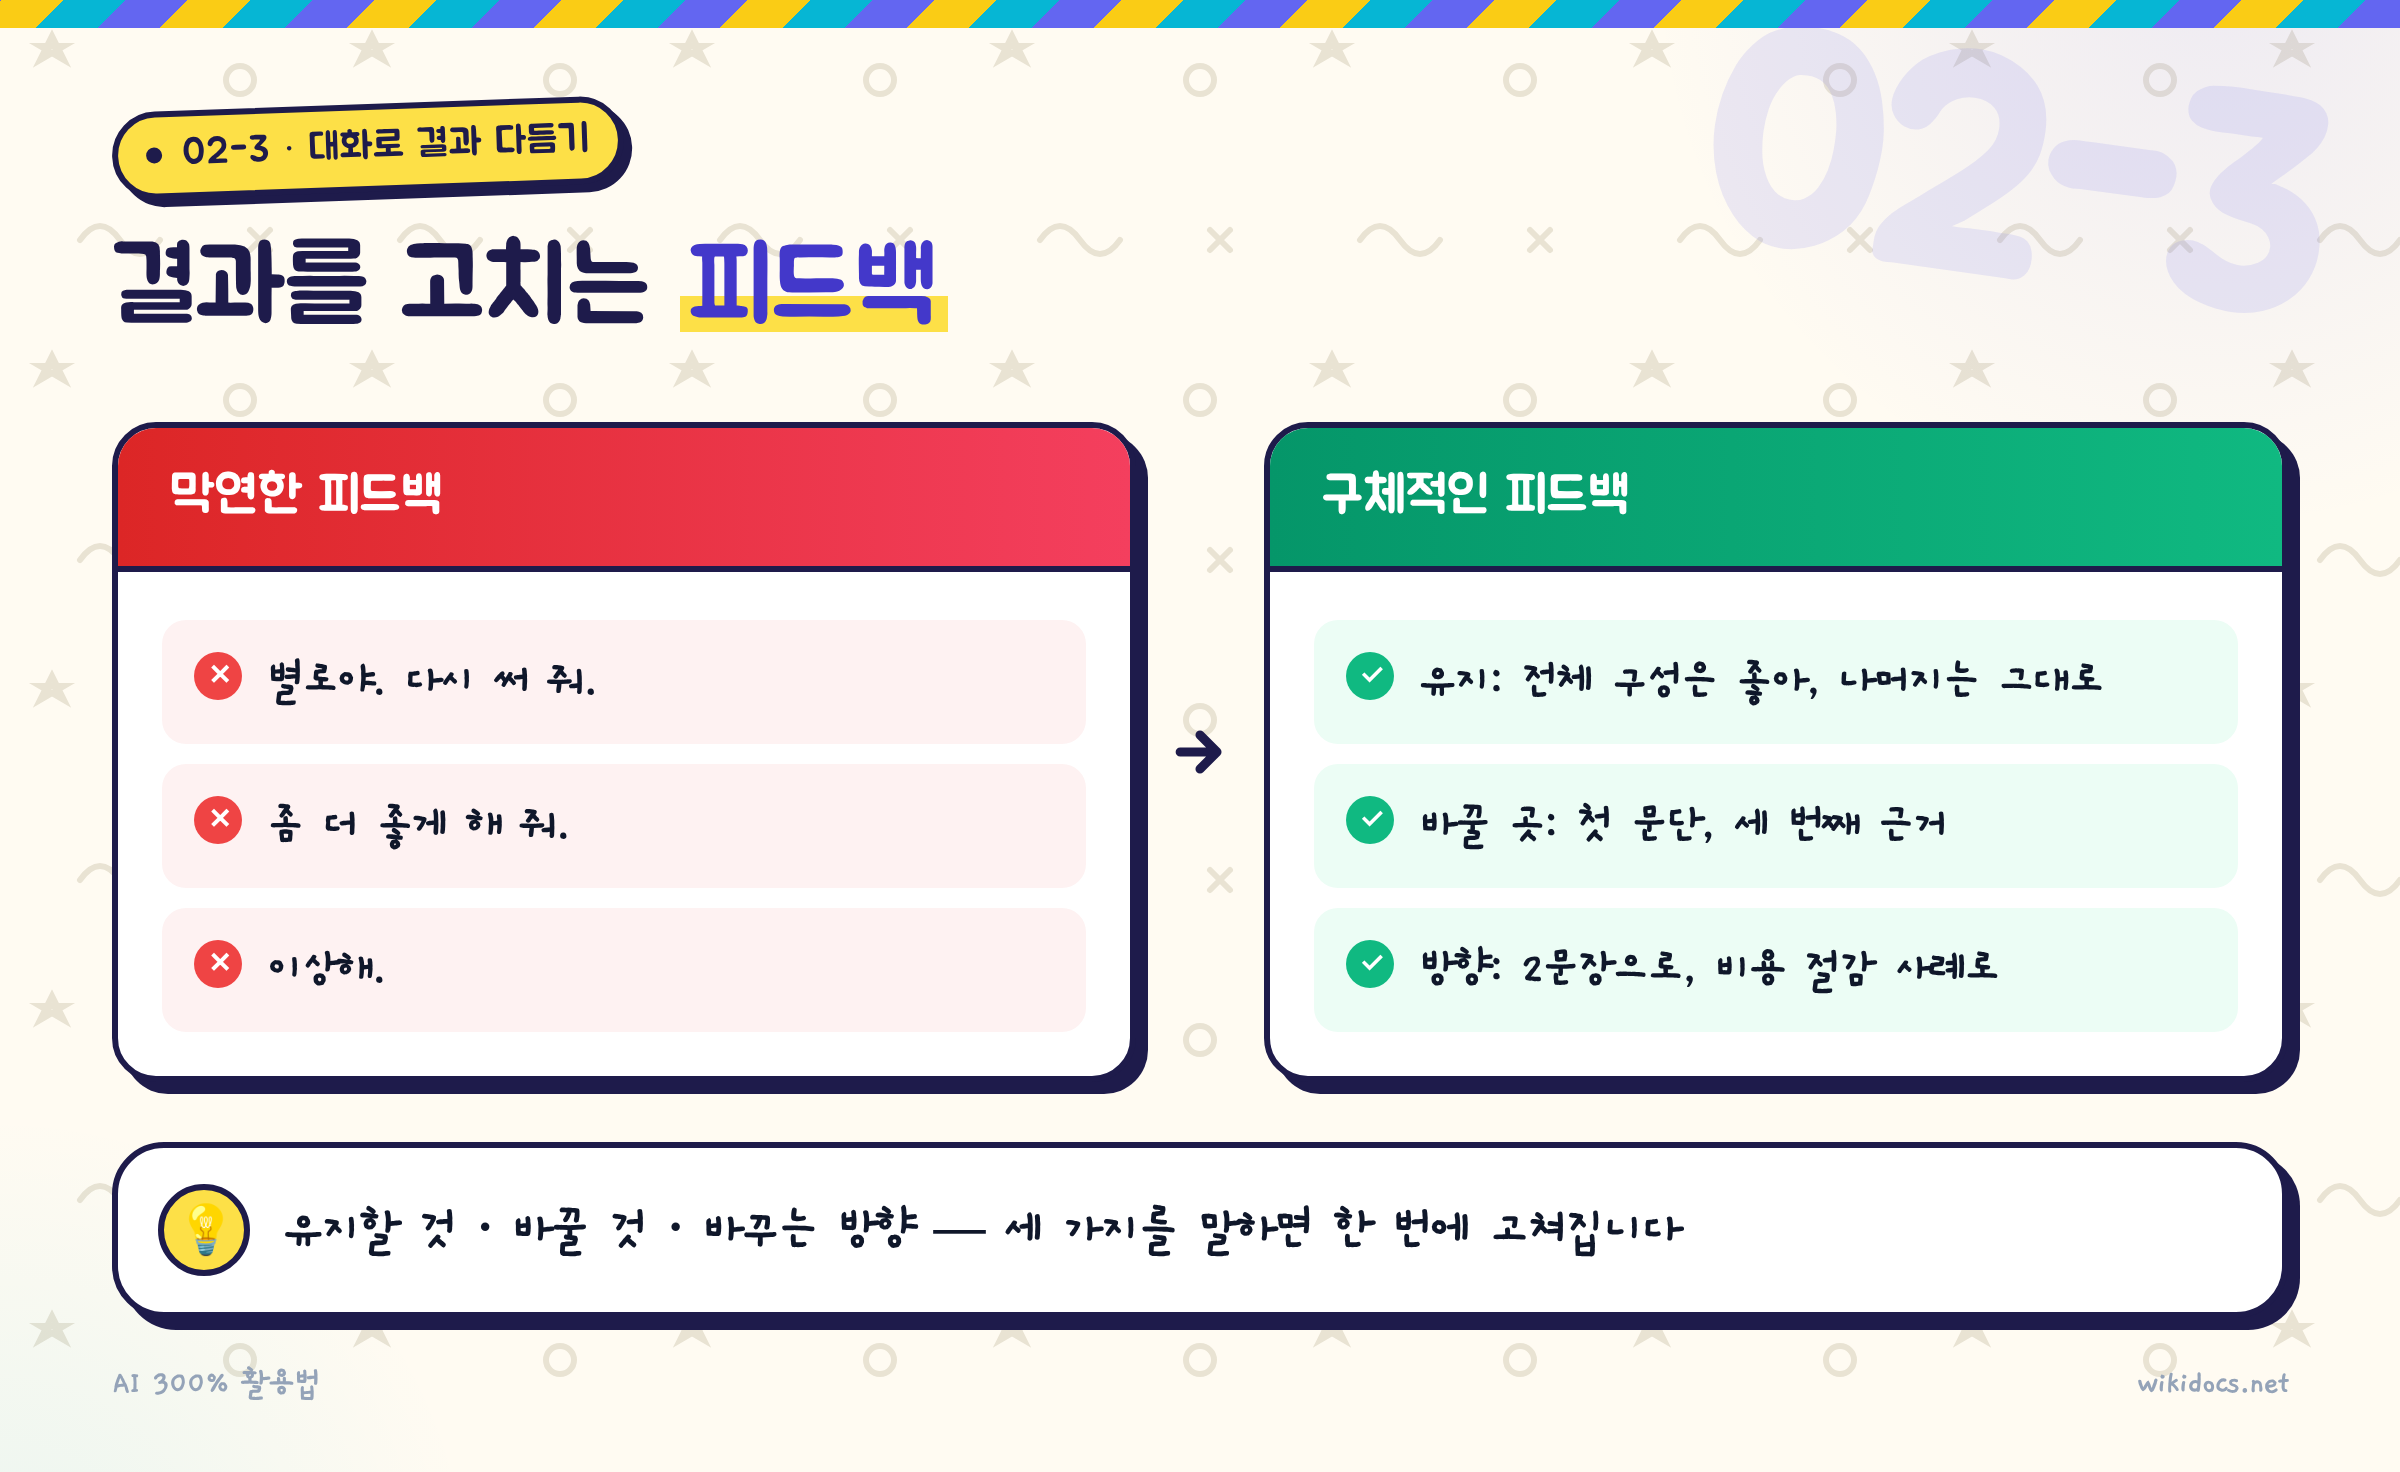 02-3
02-3 · 대화로 결과 다듬기
결과를 고치는 피드백
막연한 피드백
별로야. 다시 써 줘.
좀 더 좋게 해 줘.
이상해.
→
구체적인 피드백
유지: 전체 구성은 좋아, 나머지는 그대로
바꿀 곳: 첫 문단, 세 번째 근거
방향: 2문장으로, 비용 절감 사례로
유지할 것 · 바꿀 것 · 바꾸는 방향 — 세 가지를 말하면 한 번에 고쳐집니다
AI 300% 활용법
wikidocs.net